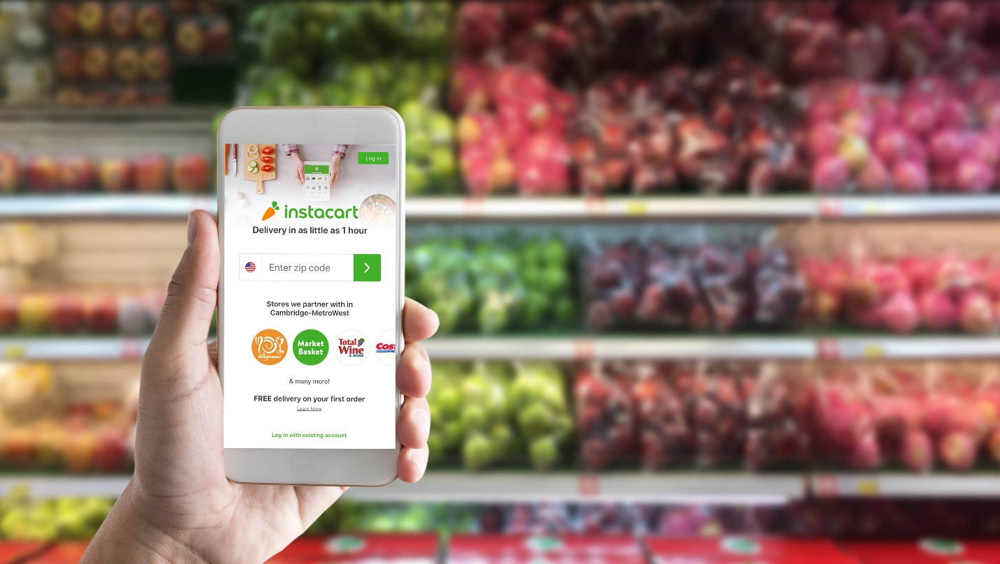 Log in
instacart
Delivery in as little as 1 hour
Enter zip code
Stores we partner with in
Cambridge-MetroWest
Wegmans
Market
Basket
Total
Wine
& MORE
& many more!
FREE delivery on your first order
Learn More
Log in with existing account